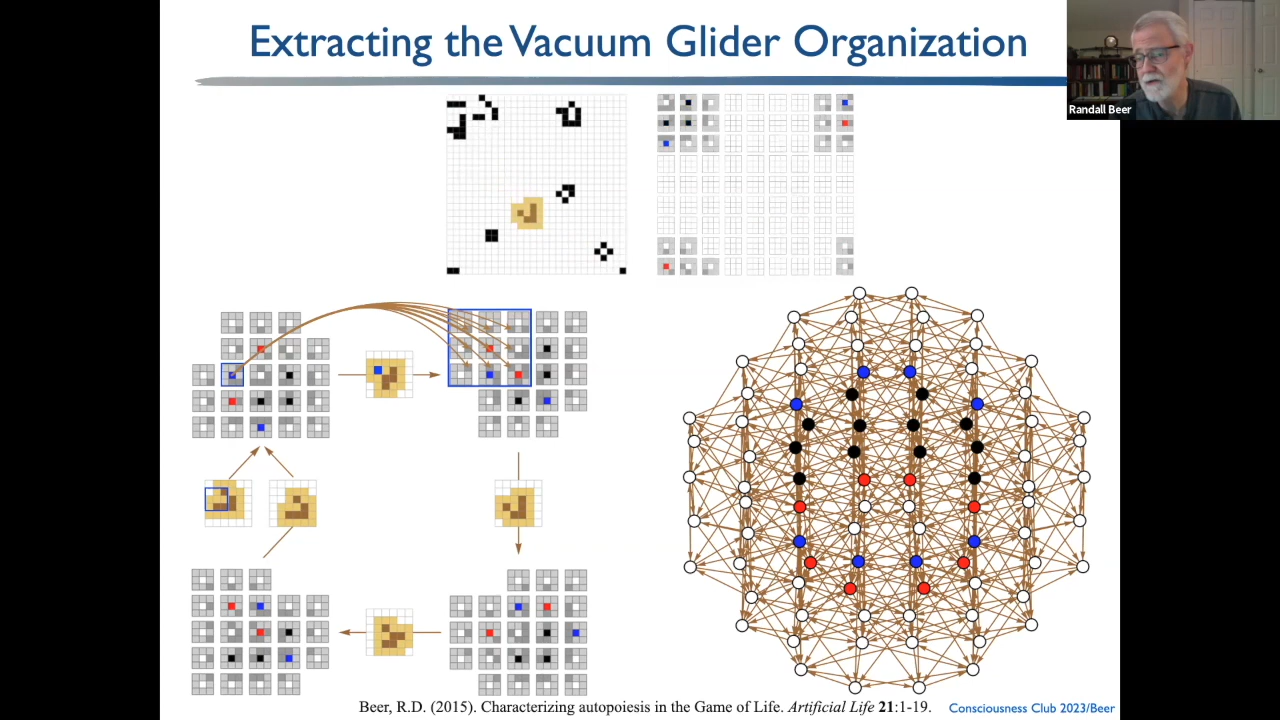 Extracting the Vacuum Glider Organization
Randall Beer
Beer, R.D. (2015). Characterizing autopoiesis in the Game of Life. Artificial Life 21:1-19.
Consciousness Club 2023/Beer